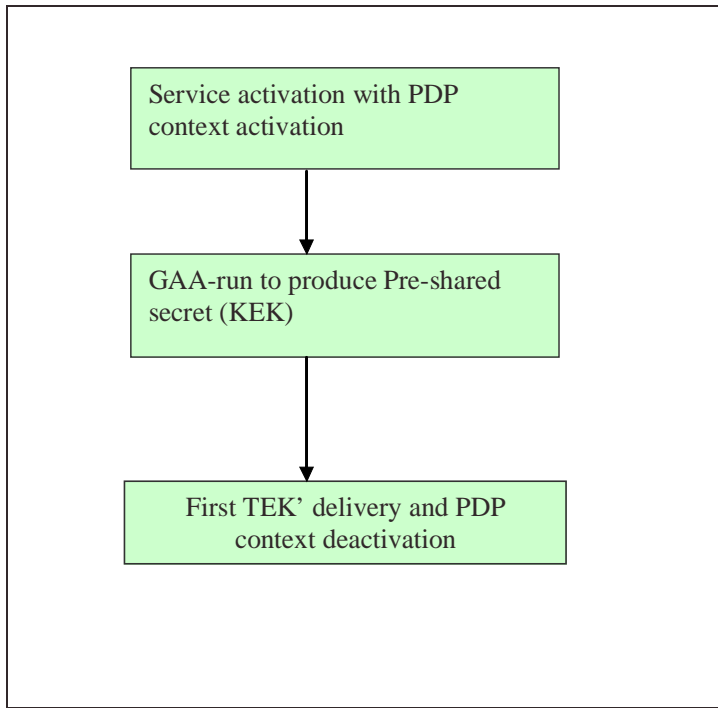 Service activation with PDP
context activation
GAA-run to produce Pre-shared
secret (KEK)
First TEK’ delivery and PDP
context deactivation